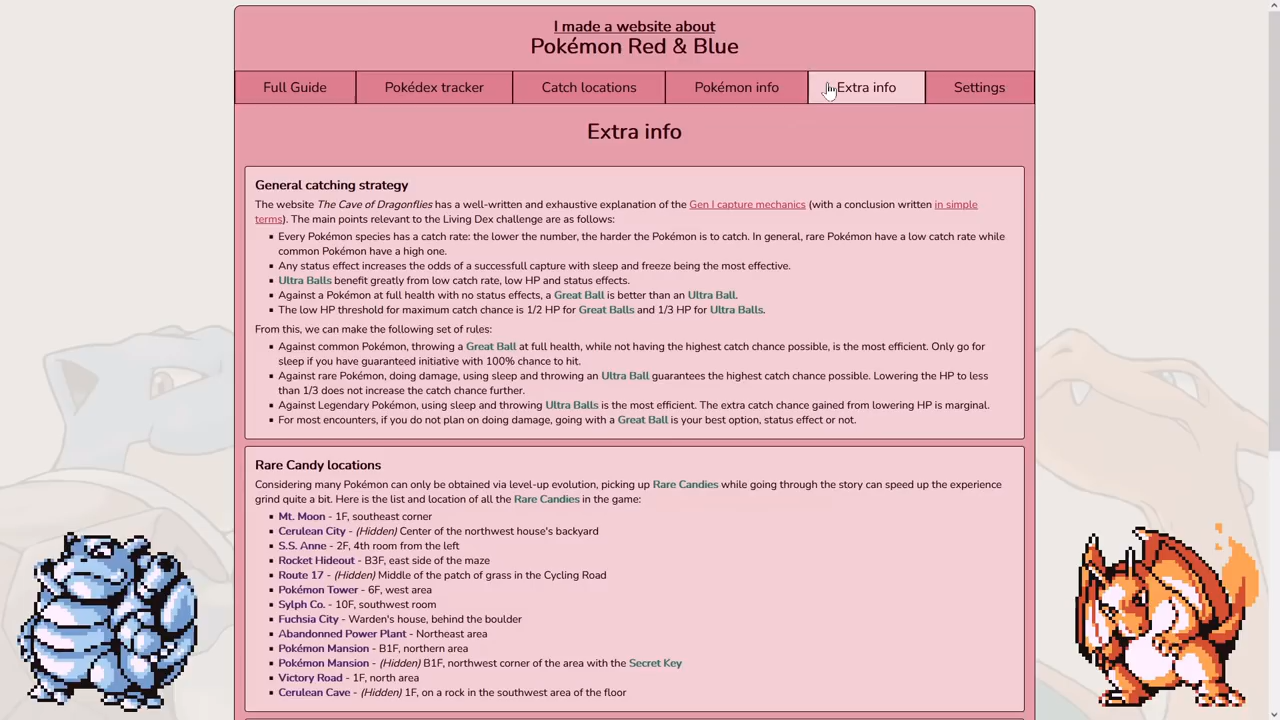 I made a website about
Pokémon Red & Blue
Full Guide
Pokédex tracker
Catch locations
Pokémon info
Extra info
Settings
Extra info
General catching strategy
The website The Cave of Dragonflies has a well-written and exhaustive explanation of the Gen I capture mechanics (with a conclusion written in simple
terms). The main points relevant to the Living Dex challenge are as follows:
▪ Every Pokémon species has a catch rate: the lower the number, the harder the Pokémon is to catch. In general, rare Pokémon have a low catch rate while
common Pokémon have a high one.
▪ Any status effect increases the odds of a successfull capture with sleep and freeze being the most effective.
▪ Ultra Balls benefit greatly from low catch rate, low HP and status effects.
▪ Against a Pokémon at full health with no status effects, a Great Ball is better than an Ultra Ball.
▪ The low HP threshold for maximum catch chance is 1/2 HP for Great Balls and 1/3 HP for Ultra Balls.
From this, we can make the following set of rules:
▪ Against common Pokémon, throwing a Great Ball at full health, while not having the highest catch chance possible, is the most efficient. Only go for
sleep if you have guaranteed initiative with 100% chance to hit.
▪ Against rare Pokémon, doing damage, using sleep and throwing an Ultra Ball guarantees the highest catch chance possible. Lowering the HP to less
than 1/3 does not increase the catch chance further.
▪ Against Legendary Pokémon, using sleep and throwing Ultra Balls is the most efficient. The extra catch chance gained from lowering HP is marginal.
▪ For most encounters, if you do not plan on doing damage, going with a Great Ball is your best option, status effect or not.
Rare Candy locations
Considering many Pokémon can only be obtained via level-up evolution, picking up Rare Candies while going through the story can speed up the experience
grind quite a bit. Here is the list and location of all the Rare Candies in the game:
▪ Mt. Moon - 1F, southeast corner
▪ Cerulean City - (Hidden) Center of the northwest house's backyard
▪ S.S. Anne - 2F, 4th room from the left
▪ Rocket Hideout - B3F, east side of the maze
▪ Route 17 - (Hidden) Middle of the patch of grass in the Cycling Road
▪ Pokémon Tower - 6F, west area
▪ Sylph Co. - 10F, southwest room
▪ Fuchsia City - Warden's house, behind the boulder
▪ Abandonned Power Plant - Northeast area
▪ Pokémon Mansion - B1F, northern area
▪ Pokémon Mansion - (Hidden) B1F, northwest corner of the area with the Secret Key
▪ Victory Road - 1F, north area
▪ Cerulean Cave - (Hidden) 1F, on a rock in the southwest area of the floor